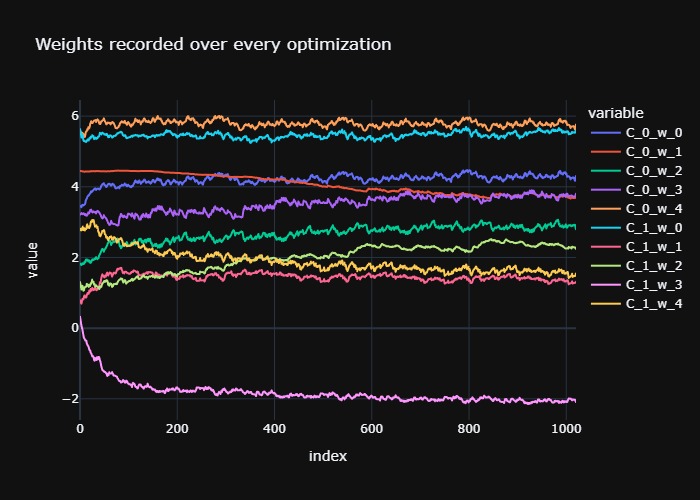 Weights recorded over every optimization
variable
C_0_w_0
C_0_w_1
C_0_w_2
C_0_w_3
C_0_w_4
C_1_w_0
C_1_w_1
C_1_w_2
C_1_w_3
C_1_w_4
6
4
2
0
−2
value
0
200
400
600
800
1000
index